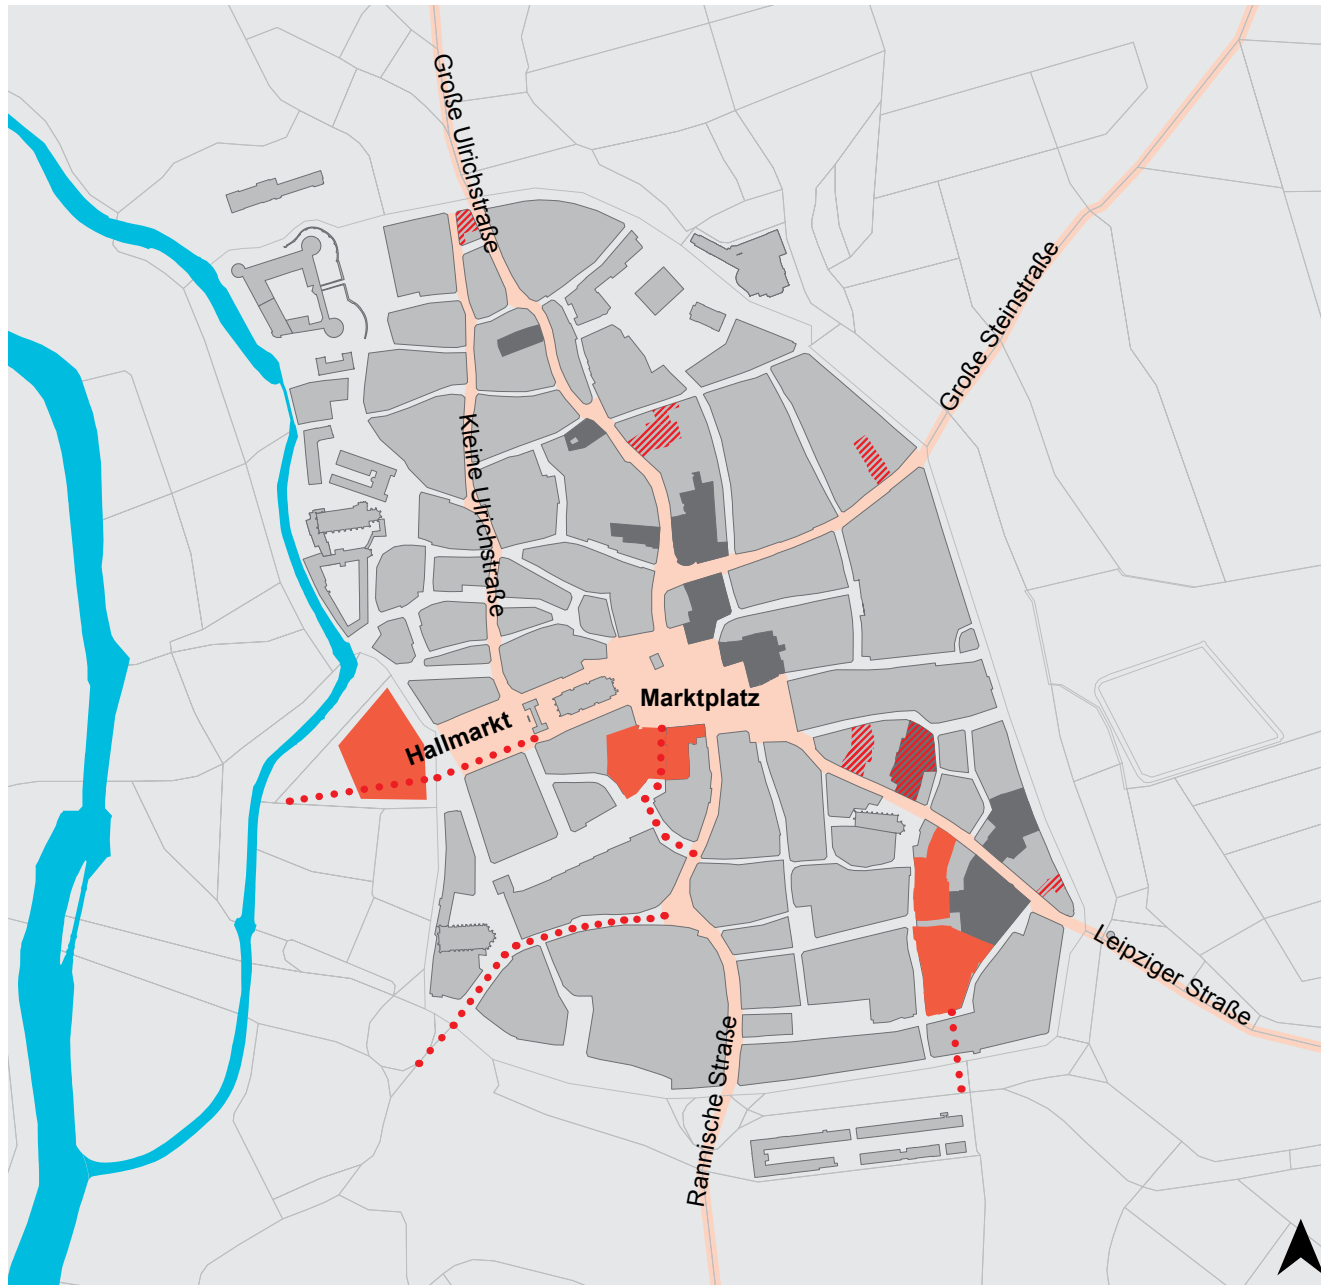 Große Ulrichstraße
Große Steinstraße
Kleine Ulrichstraße
Marktplatz
Hallmarkt
Leipziger Straße
Rannische Straße